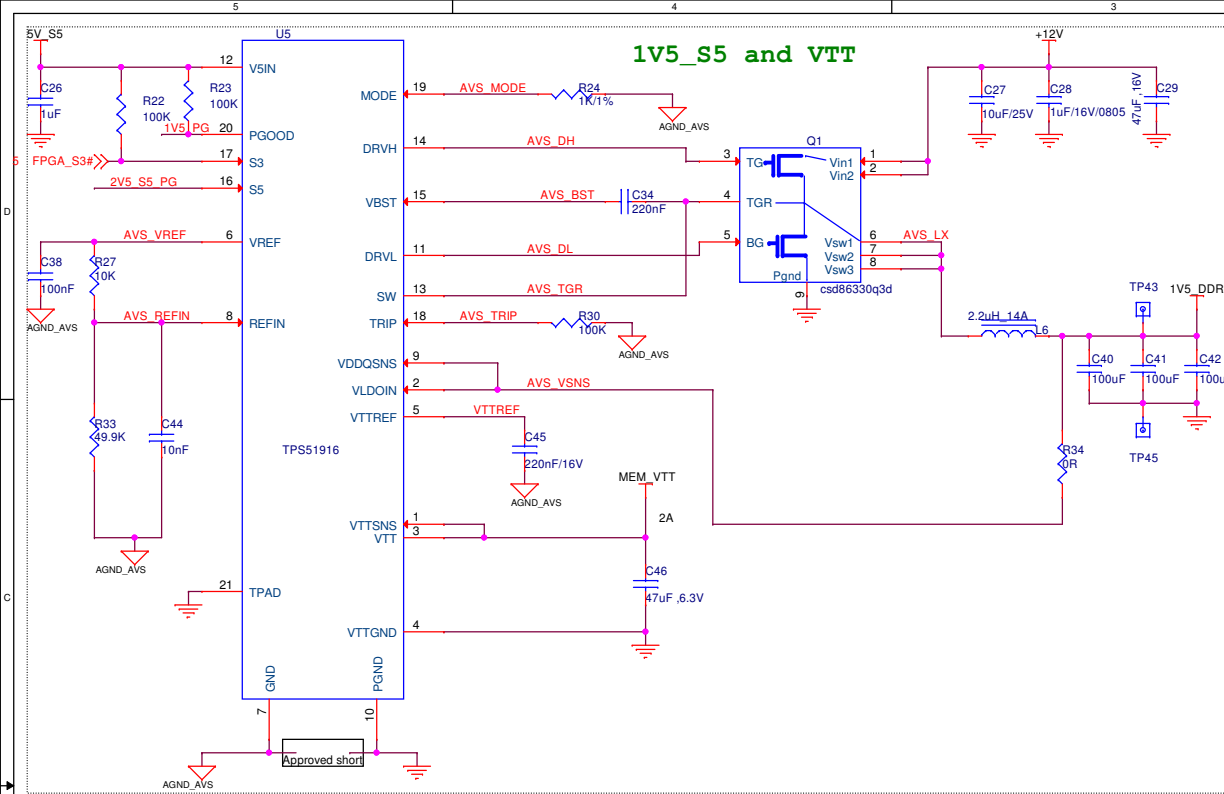 5
4
3
5V_S5
U5
1V5_S5 and VTT
+12V
12
V5IN
C26
1uF
R22
100K
R23
100K
MODE
19
AVS_MODE
R24
1K/1%
AGND_AVS
C27
10uF/25V
C28
1uF/16V/0805
47uF ,16V
C29
1V5_PG
20
PGOOD
FPGA_S3#
17
S3
2V5_S5_PG
16
S5
DRVH
14
AVS_DH
Q1
3
TG
Vin1
1
Vin2
2
D
VBST
15
AVS_BST
C34
220nF
4
TGR
AVS_VREF
6
VREF
DRVL
11
AVS_DL
5
BG
Vsw1
6
AVS_LX
Vsw2
7
Vsw3
8
Pgnd
9
csd86330q3d
C38
100nF
R27
10K
AGND_AVS
SW
13
AVS_TGR
AVS_REFIN
8
REFIN
TRIP
18
AVS_TRIP
R30
100K
AGND_AVS
TP43
1V5_DDR
2.2uH_14A
L6
VDDQSNS
9
VLDOIN
2
AVS_VSNS
C40
100uF
C41
100uF
C42
VTTREF
5
VTTREF
R33
49.9K
C44
10nF
TPS51916
C45
220nF/16V
AGND_AVS
R34
0R
TP45
MEM_VTT
2A
VTTSNS
1
VTT
3
AGND_AVS
C46
47uF ,6.3V
C
21
TPAD
VTTGND
4
GND
PGND
7
10
Approved short
AGND_AVS